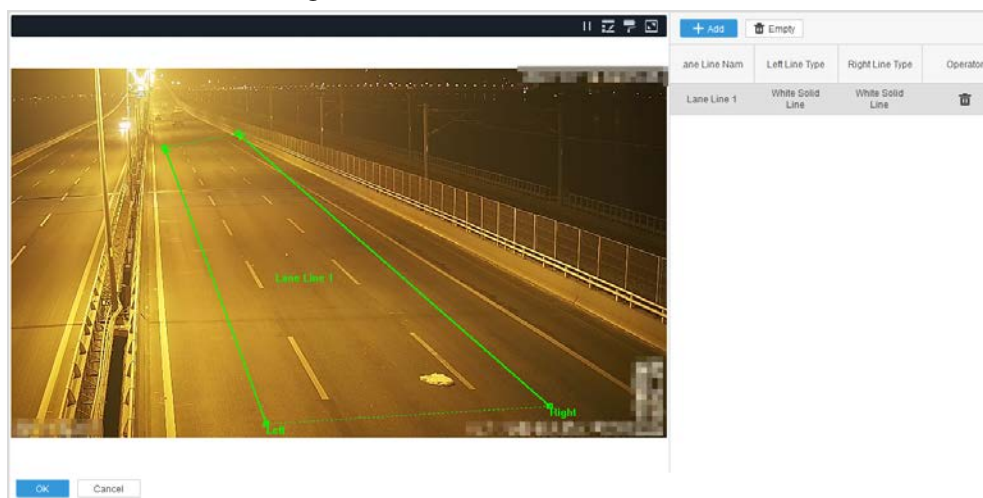 Add
Empty
ane Line Nam
Left Line Type
Right Line Type
Operator
Lane Line 1
White Solid
Line
White Solid
Line
Lane Line 1
Right
Left
OK
Cancel